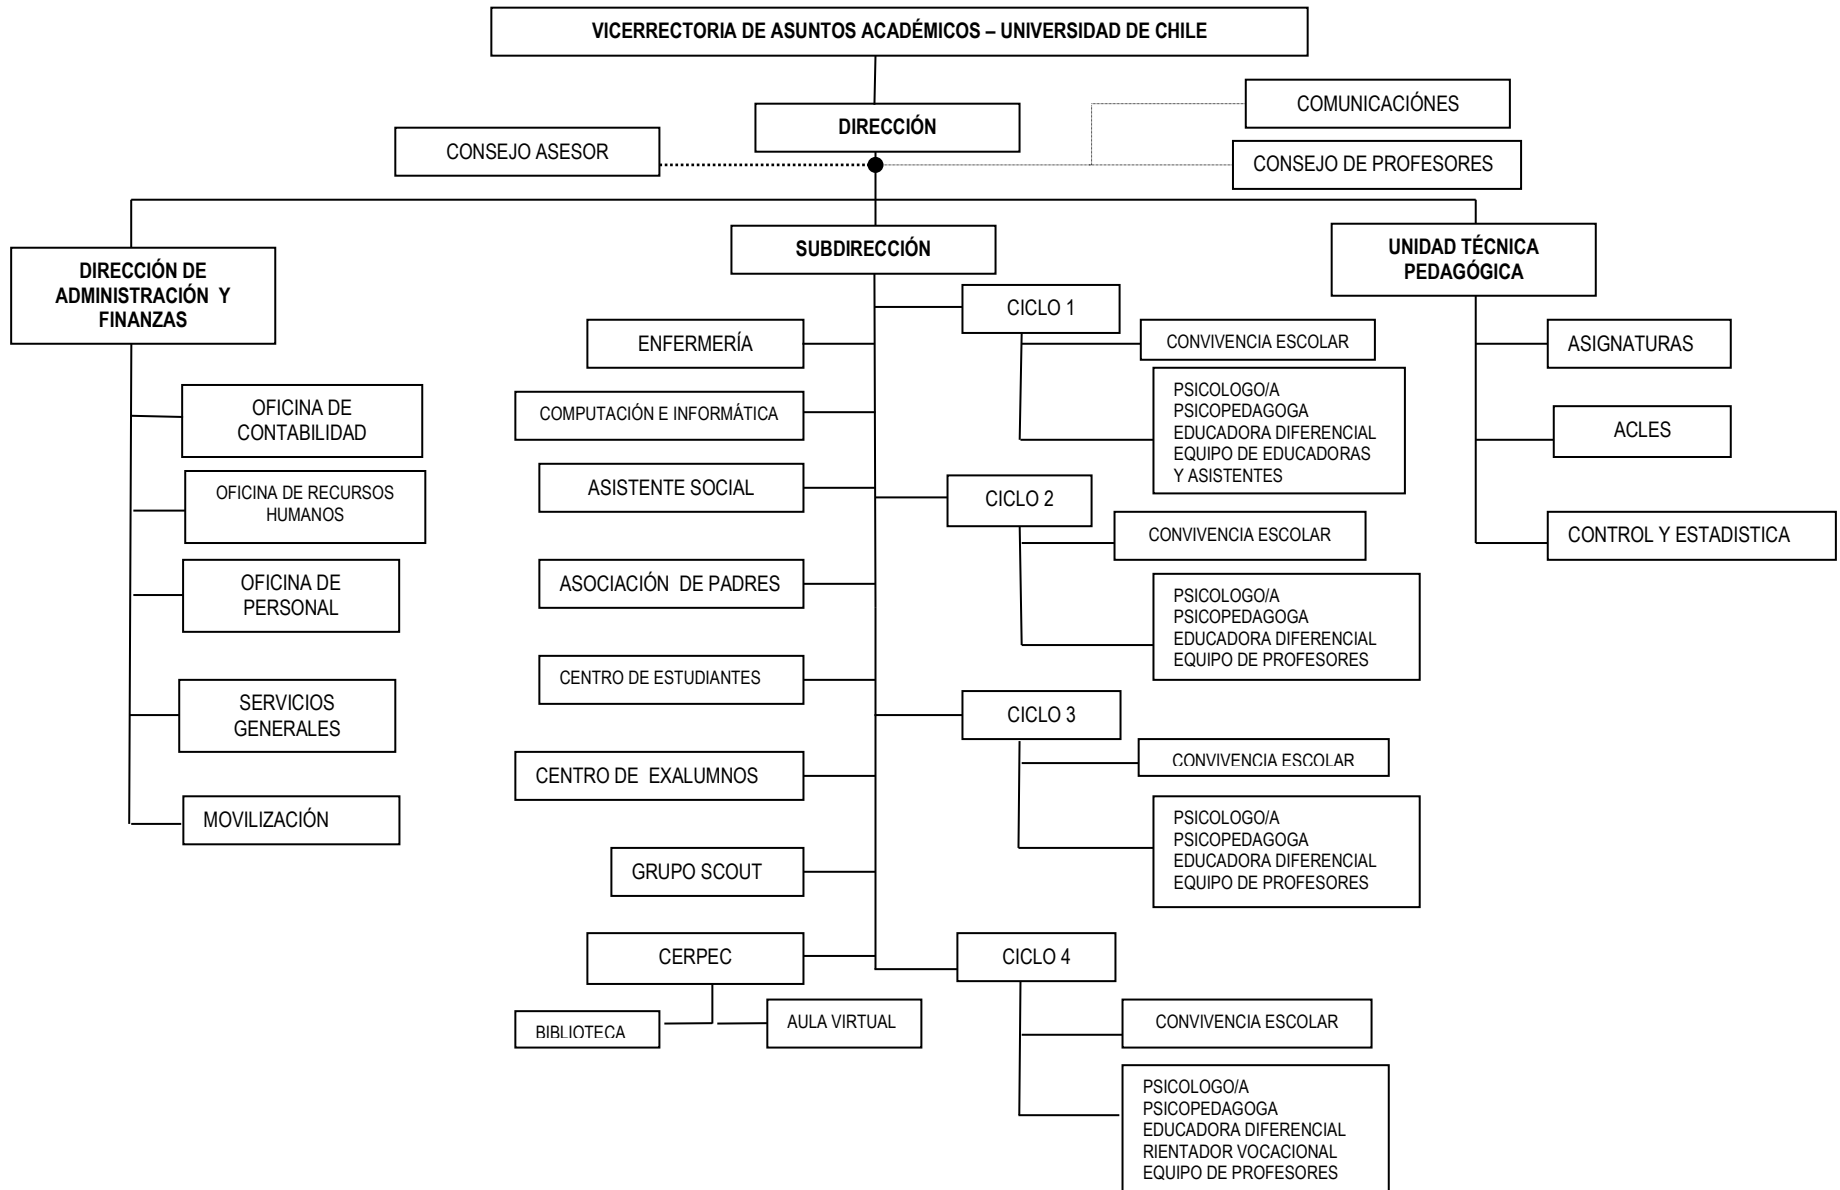 VICERRECTORIA DE ASUNTOS ACADÉMICOS – UNIVERSIDAD DE CHILE
DIRECCIÓN
COMUNICACIÓNES
CONSEJO ASESOR
CONSEJO DE PROFESORES
DIRECCIÓN DE
ADMINISTRACIÓN Y
FINANZAS
SUBDIRECCIÓN
UNIDAD TÉCNICA
PEDAGÓGICA
OFICINA DE
CONTABILIDAD
OFICINA DE RECURSOS
HUMANOS
OFICINA DE
PERSONAL
SERVICIOS
GENERALES
MOVILIZACIÓN
ENFERMERÍA
COMPUTACIÓN E INFORMÁTICA
ASISTENTE SOCIAL
ASOCIACIÓN DE PADRES
CENTRO DE ESTUDIANTES
CENTRO DE EXALUMNOS
GRUPO SCOUT
CERPEC
BIBLIOTECA
AULA VIRTUAL
CICLO 1
CONVIVENCIA ESCOLAR
PSICOLOGO/A
PSICOPEDAGOGA
EDUCADORA DIFERENCIAL
EQUIPO DE EDUCADORAS
Y ASISTENTES
CICLO 2
CONVIVENCIA ESCOLAR
PSICOLOGO/A
PSICOPEDAGOGA
EDUCADORA DIFERENCIAL
EQUIPO DE PROFESORES
CICLO 3
CONVIVENCIA ESCOLAR
PSICOLOGO/A
PSICOPEDAGOGA
EDUCADORA DIFERENCIAL
EQUIPO DE PROFESORES
CICLO 4
CONVIVENCIA ESCOLAR
PSICOLOGO/A
PSICOPEDAGOGA
EDUCADORA DIFERENCIAL
RIENTADOR VOCACIONAL
EQUIPO DE PROFESORES
ASIGNATURAS
ACLES
CONTROL Y ESTADISTICA